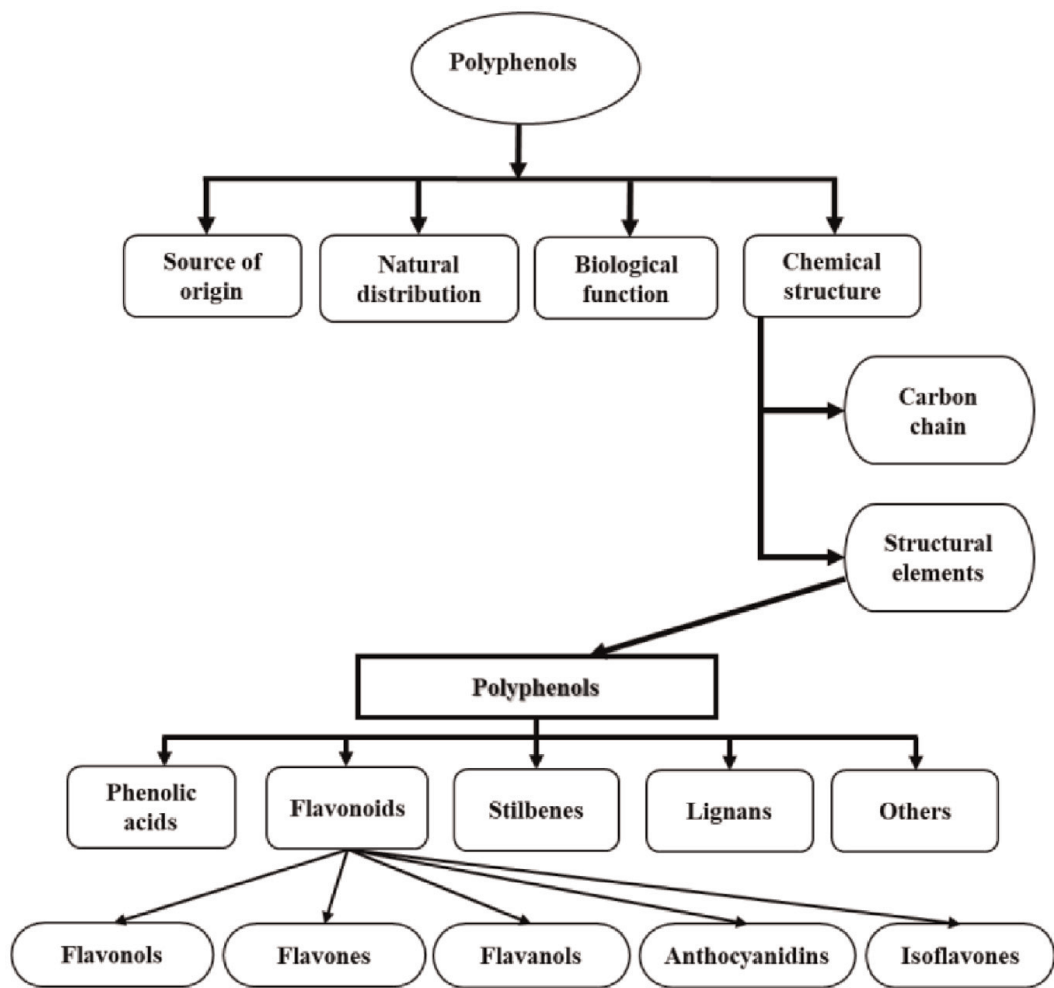 Polyphenols
Source of
origin
Natural
distribution
Biological
function
Chemical
structure
Carbon
chain
Structural
elements
Polyphenols
Phenolic
acids
Flavonoids
Stilbenes
Lignans
Others
Flavonols
Flavones
Flavanols
Anthocyanidins
Isoflavones